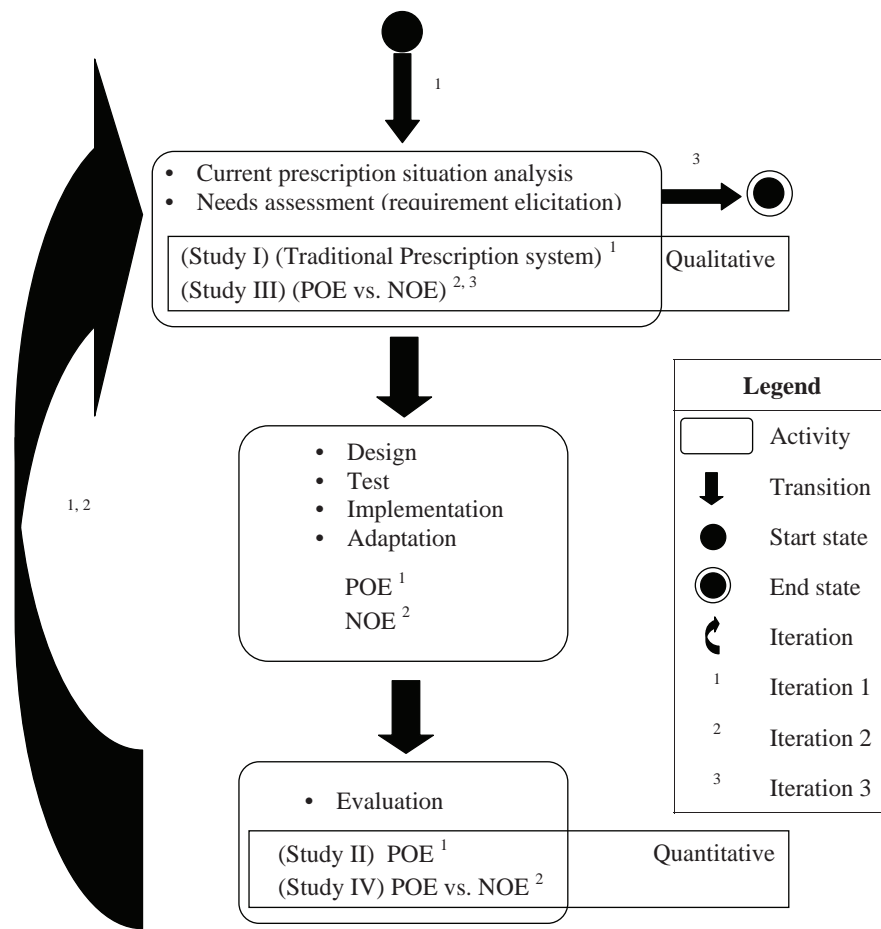 1
3
• Current prescription situation analysis
• Needs assessment (requirement elicitation)
(Study I) (Traditional Prescription system) 1
Qualitative
(Study III) (POE vs. NOE) 2, 3
• Design
• Test
• Implementation
• Adaptation
POE 1
NOE 2
1, 2
• Evaluation
(Study II) POE 1
Quantitative
(Study IV) POE vs. NOE 2
Legend
Activity
Transition
Start state
End state
Iteration
1 Iteration 1
2 Iteration 2
3 Iteration 3